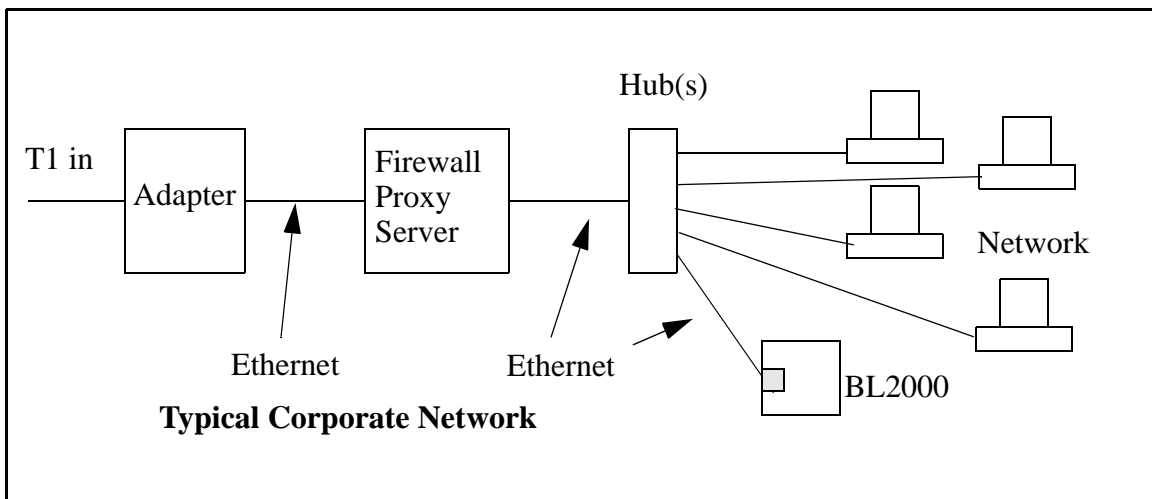 Hub(s)
T1 in
Adapter
Firewall
Proxy
Server
Network
Ethernet
Ethernet
BL2000
Typical Corporate Network